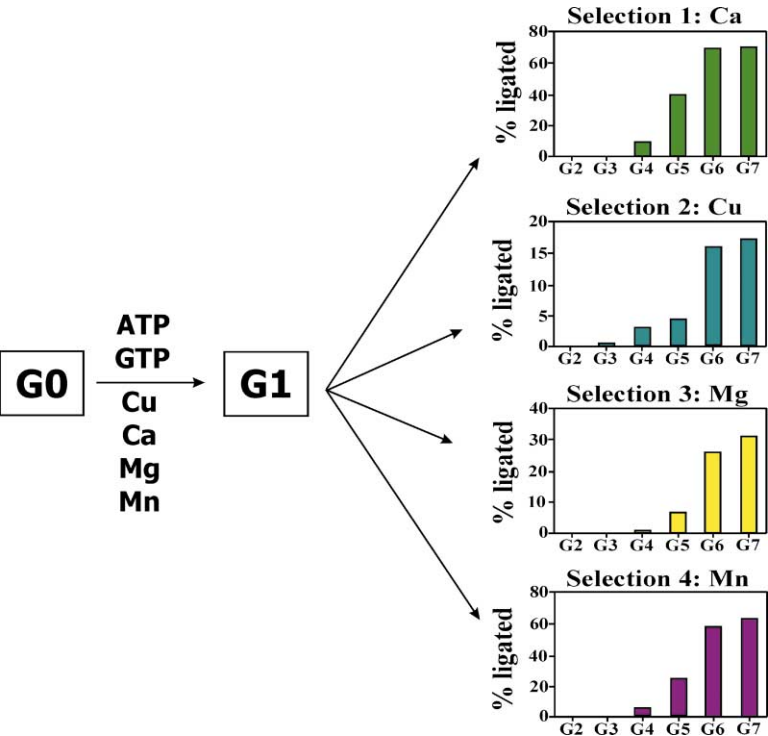 G0
ATP
GTP
Cu
Ca
Mg
Mn
G1
Selection 1: Ca
% ligated
80
60
40
20
0
G2 G3 G4 G5 G6 G7
Selection 2: Cu
% ligated
20
15
10
5
0
G2 G3 G4 G5 G6 G7
Selection 3: Mg
% ligated
40
30
20
10
0
G2 G3 G4 G5 G6 G7
Selection 4: Mn
% ligated
80
60
40
20
0
G2 G3 G4 G5 G6 G7